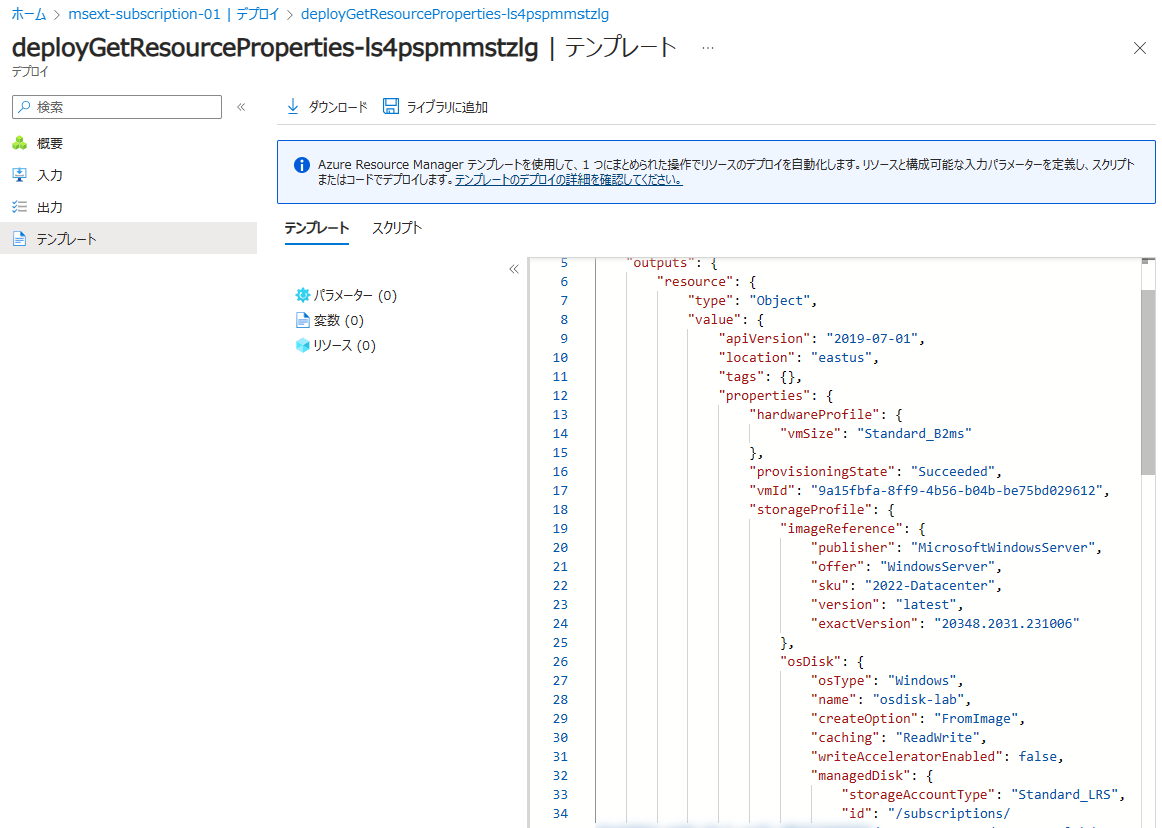 ホーム > msext-subscription-01 | デプロイ > deployGetResourceProperties-ls4pspmmstzlg
deployGetResourceProperties-ls4pspmmstzlg | テンプレート ...
デプロイ
検索
概要
入力
出力
テンプレート
ダウンロード ライブラリに追加
Azure Resource Manager テンプレートを使用して、1 つにまとめられた操作でリソースのデプロイを自動化します。リソースと構成可能な入力パラメーターを定義し、スクリプト
またはコードでデプロイします。テンプレートのデプロイの詳細を確認してください。
テンプレート スクリプト
パラメーター (0)
変数 (0)
リソース (0)
5 "outputs": {
6 "resource": {
7 "type": "Object",
8 "value": {
9 "apiVersion": "2019-07-01",
10 "location": "eastus",
11 "tags": {},
12 "properties": {
13 "hardwareProfile": {
14 "vmSize": "Standard_B2ms"
15 },
16 "provisioningState": "Succeeded",
17 "vmId": "9a15fbfa-8ff9-4b56-b04b-be75bd029612",
18 "storageProfile": {
19 "imageReference": {
20 "publisher": "MicrosoftWindowsServer",
21 "offer": "WindowsServer",
22 "sku": "2022-Datacenter",
23 "version": "latest",
24 "exactVersion": "20348.2031.231006"
25 },
26 "osDisk": {
27 "osType": "Windows",
28 "name": "osdisk-lab",
29 "createOption": "FromImage",
30 "caching": "ReadWrite",
31 "writeAcceleratorEnabled": false,
32 "managedDisk": {
33 "storageAccountType": "Standard_LRS",
34 "id": "/subscriptions/